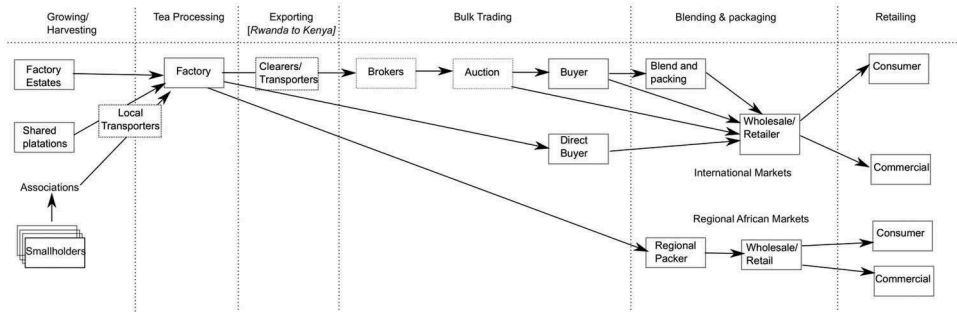 Growing/
Harvesting
Tea Processing
Exporting
[Rwanda to Kenya]
Bulk Trading
Blending & packaging
Retailing
Factory
Estates
Factory
Clearers/
Transporters
Brokers
Auction
Buyer
Blend and
packing
Consumer
Local
Transporters
Shared
platations
Direct
Buyer
Wholesale/
Retailer
International Markets
Commercial
Associations
Smallholders
Regional African Markets
Regional
Packer
Wholesale/
Retail
Consumer
Commercial